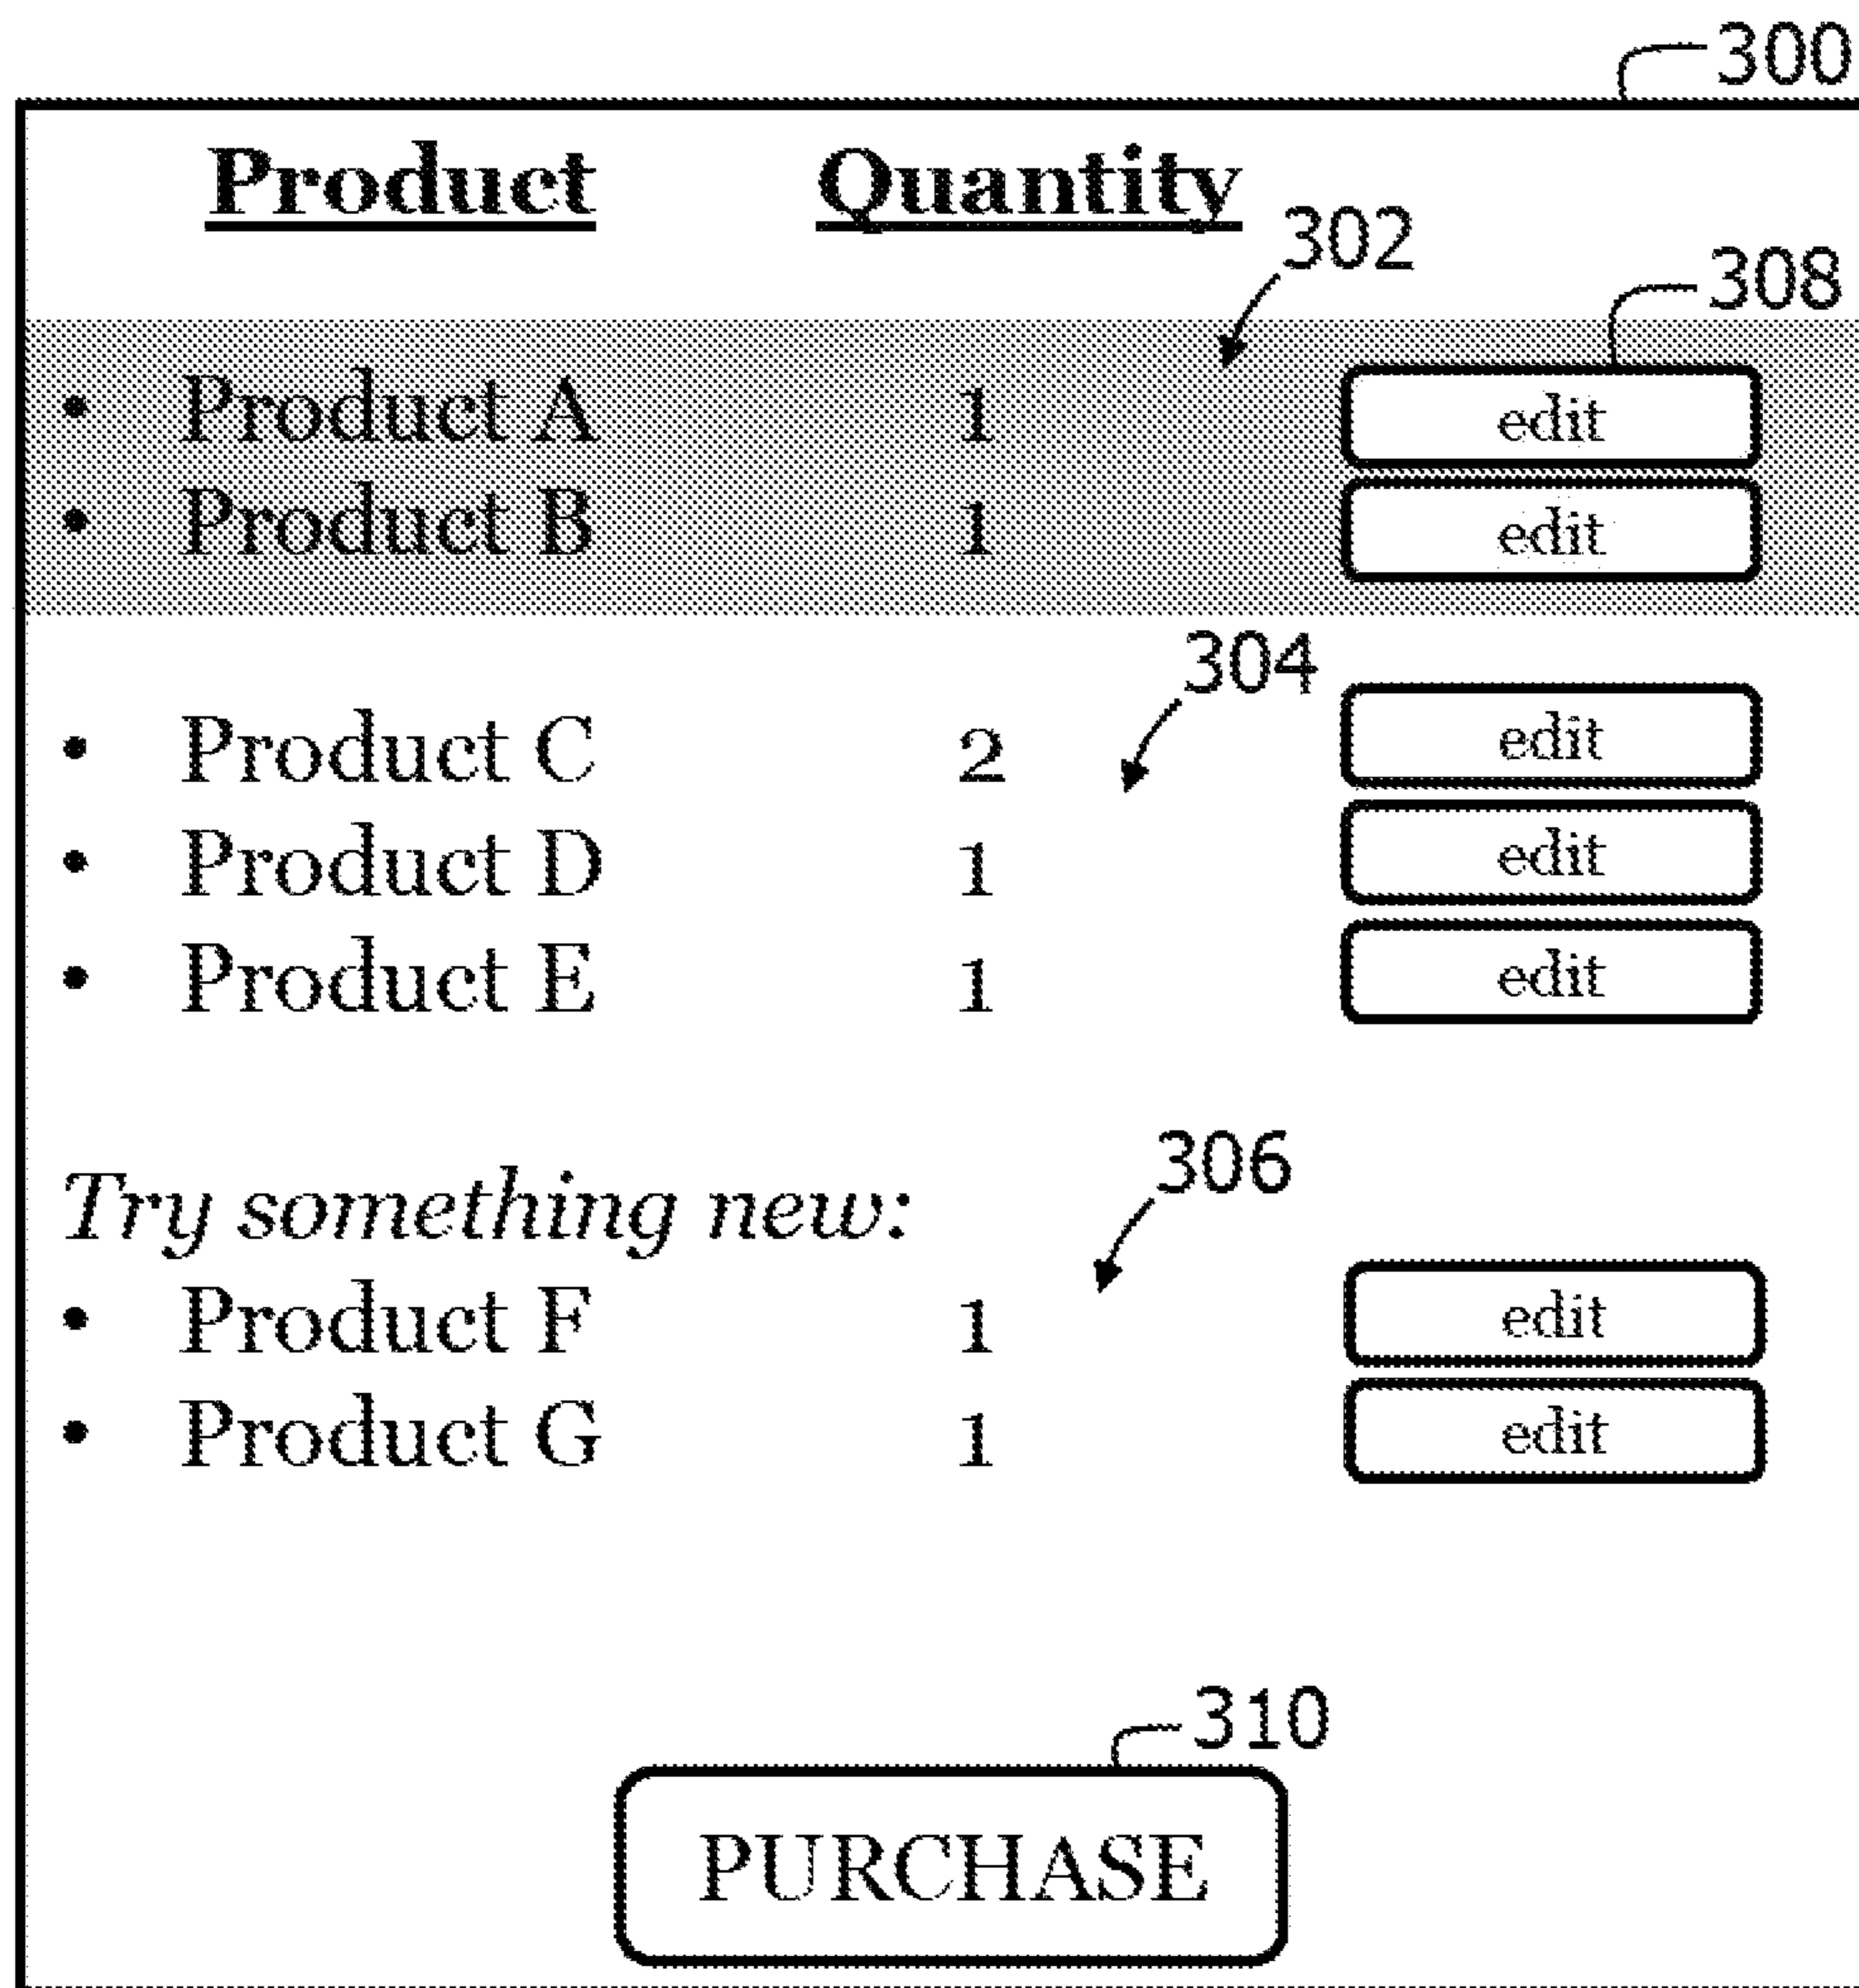 300
Product Quantity
302
308
• Product A 1 edit
• Product B 1 edit
304
• Product C 2 edit
• Product D 1 edit
• Product E 1 edit
306
Try something new:
• Product F 1 edit
• Product G 1 edit
310
PURCHASE